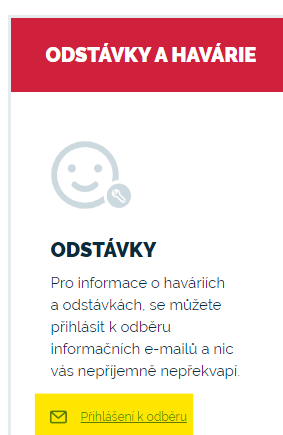 ODSTÁVKY A HAVÁRIE
ODSTÁVKY
Pro informace o haváriích
a odstávkách, se můžete
přihlásit k odběru
informačních e-mailů a nic
vás nepříjemně nepřekvapí.
Přihlášení k odběru